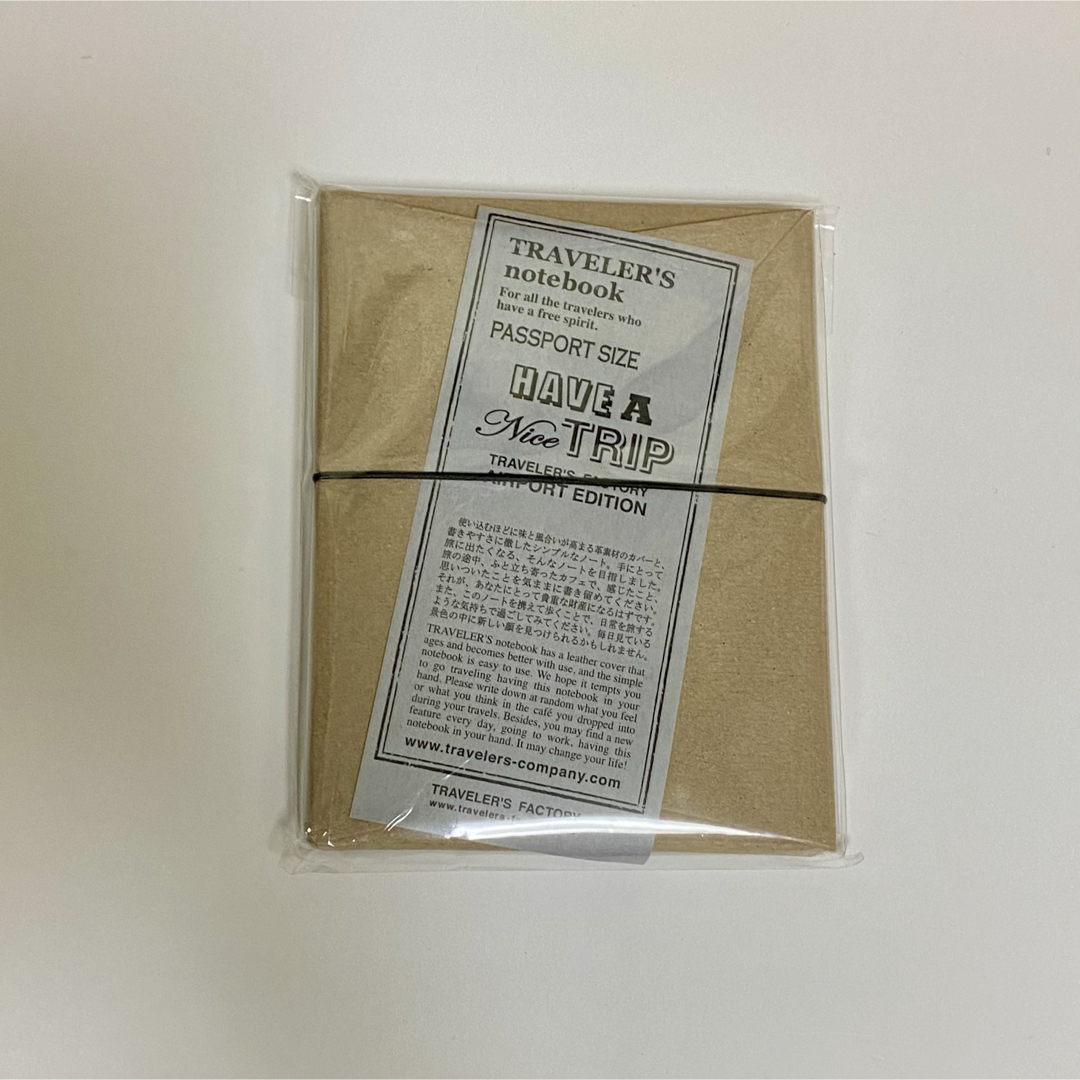 TRAVELER'S
notebook
For all the travelers who
have a free spirit.
PASSPORT SIZE
HAVE A
Nice TRIP
TRAVELER'S FACTORY
AIRPORT EDITION
使い込むほどに味と風合いが高まる革素材のカバーと、
書きやすさに徹したシンプルなノート。手にとって
旅に出たくなる、そんなノートを目指しました。
旅の途中、ふと立ち寄ったカフェで、感じたこと、
思いついたことを気ままに書き留めてください。
それが、あなたにとって貴重な財産になるはずです。
また、このノートを携えて歩くことで、日常を旅する
ような気持ちで過ごしてみてください。毎日見ている
景色の中に新しい顔を見つけられるかもしれません。
TRAVELER'S notebook has a leather cover that
ages and becomes better with use, and the simple
notebook is easy to use. We hope it tempts you
to go traveling having this notebook in your
hand. Please write down at random what you feel
or what you think in the café you dropped into
during your travels. Besides, you may find a new
feature every day, going to work, having this
notebook in your hand. It may change your life!
www.travelers-company.com
TRAVELER'S FACTORY
www.travelers-f